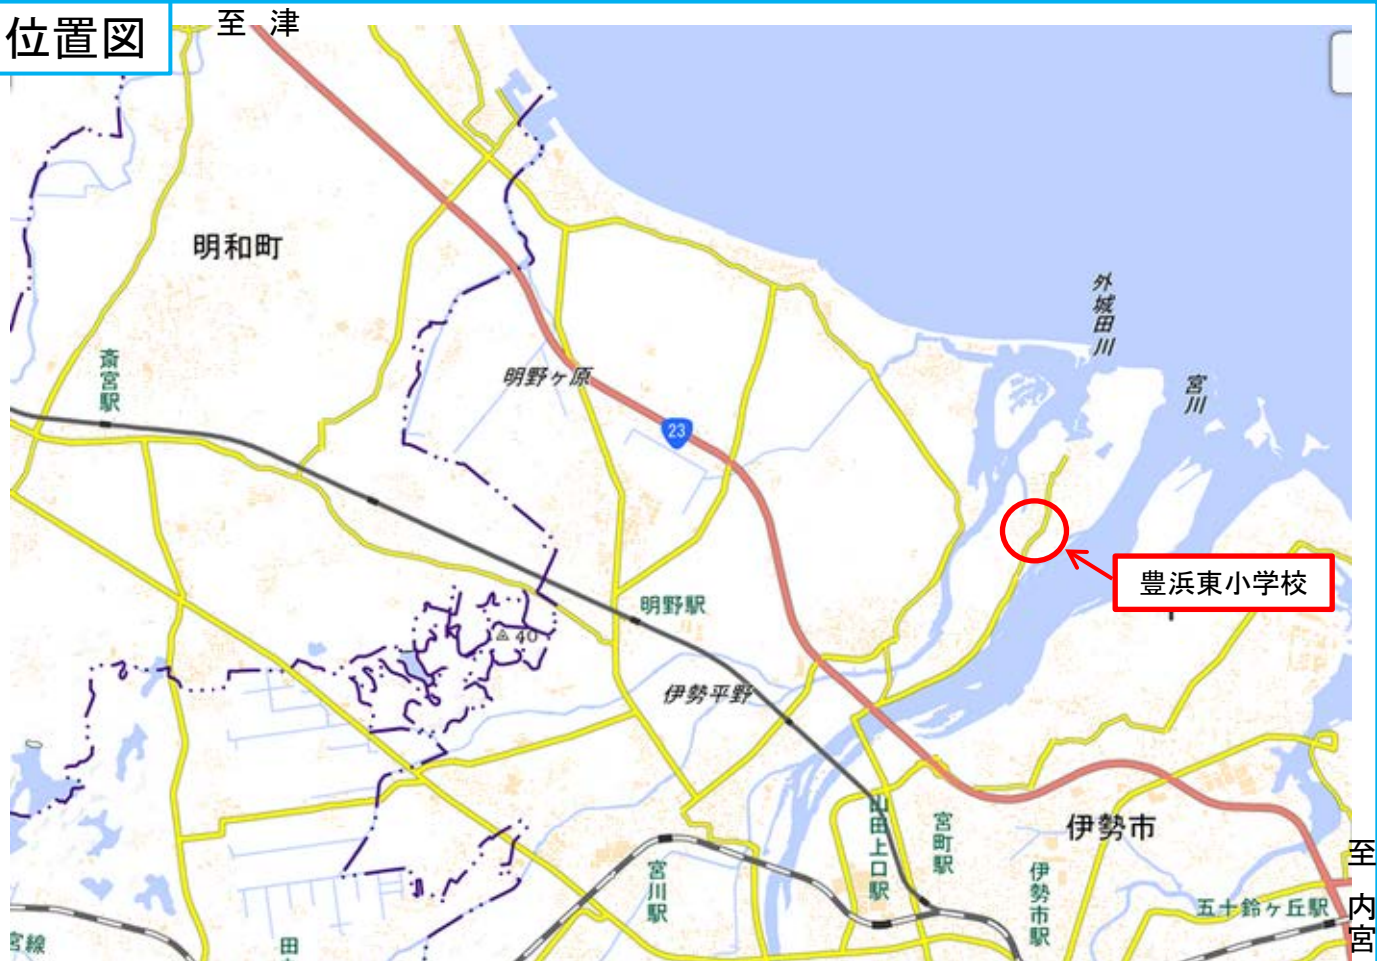 位置図
至 津
明和町
外城田川
宮川
斎宮駅
明野ヶ原
23
豊浜東小学校
明野駅
40
伊勢平野
山田上口駅
宮町駅
伊勢市
宮川駅
伊勢市駅
五十鈴ヶ丘駅
至 内宮
宮線
田